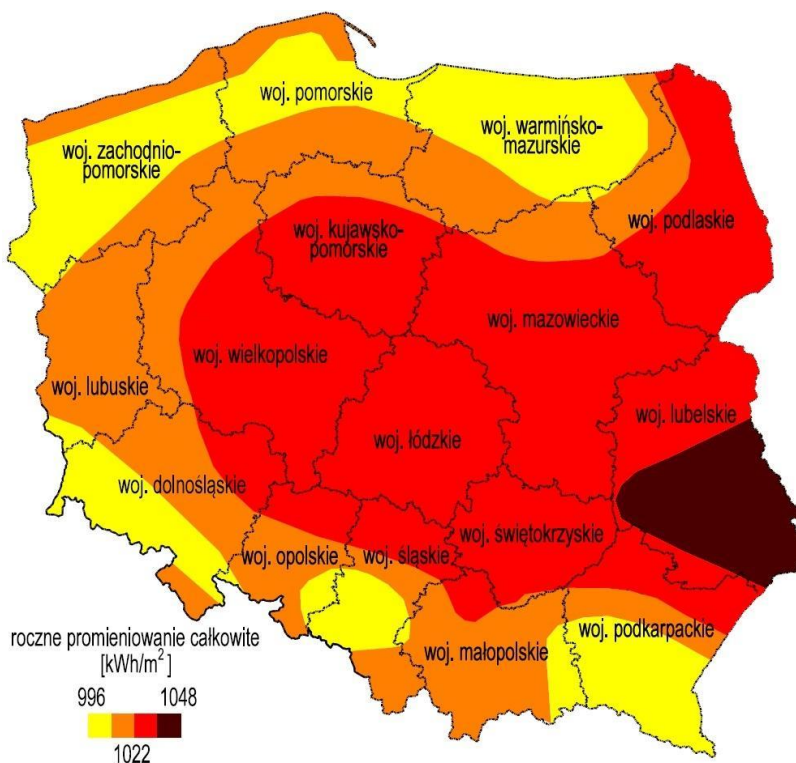 woj. pomorskie
woj. warmińsko-
mazurskie
woj. zachodnio-
pomorskie
woj. kujawsko-
pomorskie
woj. podlaskie
woj. mazowieckie
woj. wielkopolskie
woj. lubuskie
woj. lubelskie
woj. łódzkie
woj. dolnośląskie
woj. świętokrzyskie
woj. opolskie
woj. śląskie
woj. podkarpackie
woj. małopolskie
roczne promieniowanie całkowite
[kWh/m²]
996 1048
1022